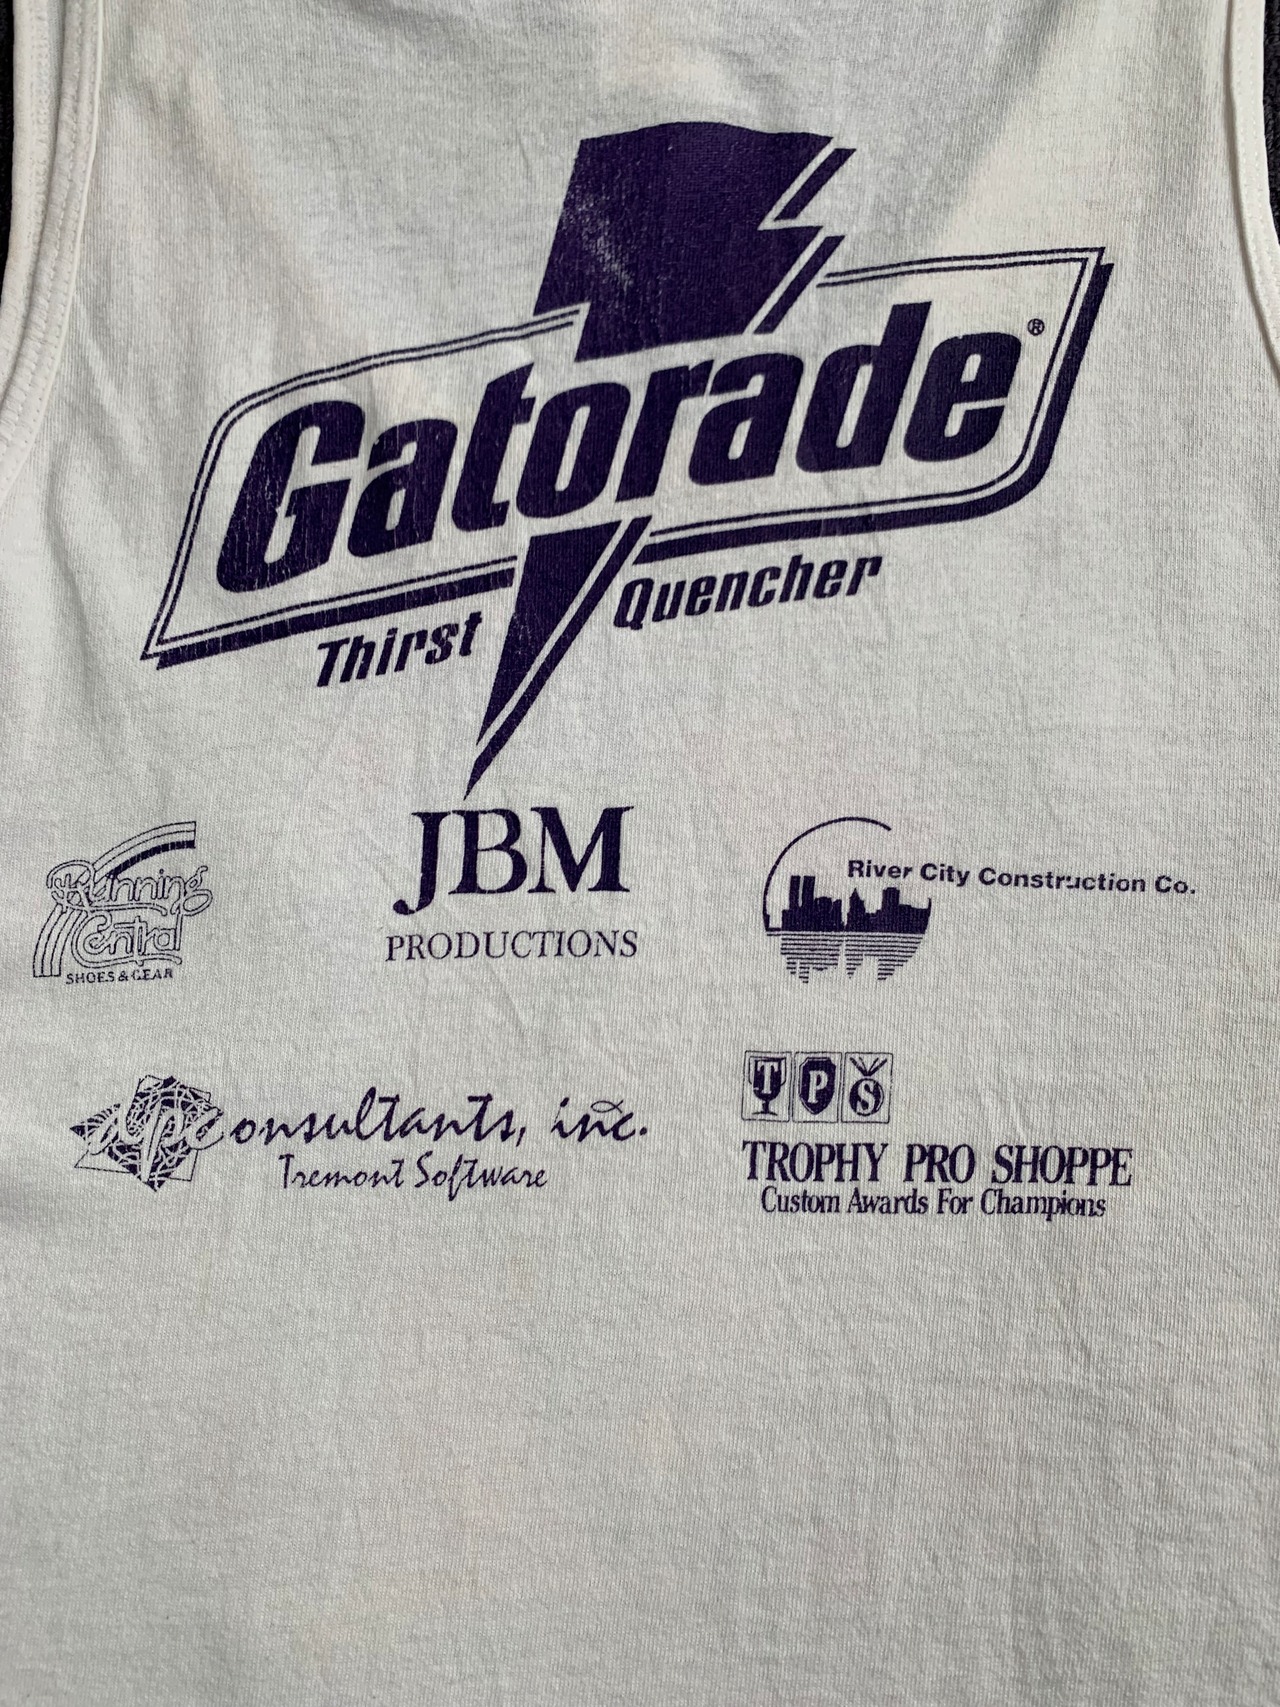 Gatorade®
Thirst Quencher
JBM
PRODUCTIONS
Running
Central
SHOES & GEAR
River City Construction Co.
apconsultants, inc.
Tremont Software
T P S
TROPHY PRO SHOPPE
Custom Awards For Champions